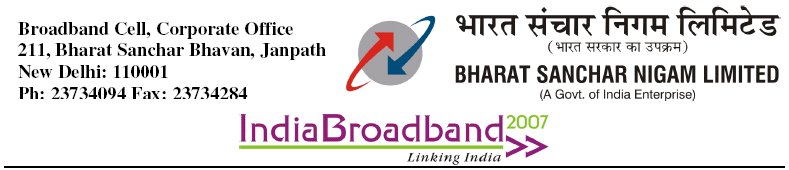 Broadband Cell, Corporate Office
211, Bharat Sanchar Bhavan, Janpath
New Delhi: 110001
Ph: 23734094 Fax: 23734284
भारत संचार निगम लिमिटेड
(भारत सरकार का उपक्रम)
BHARAT SANCHAR NIGAM LIMITED
(A Govt. of India Enterprise)
IndiaBroadband 2007
Linking India